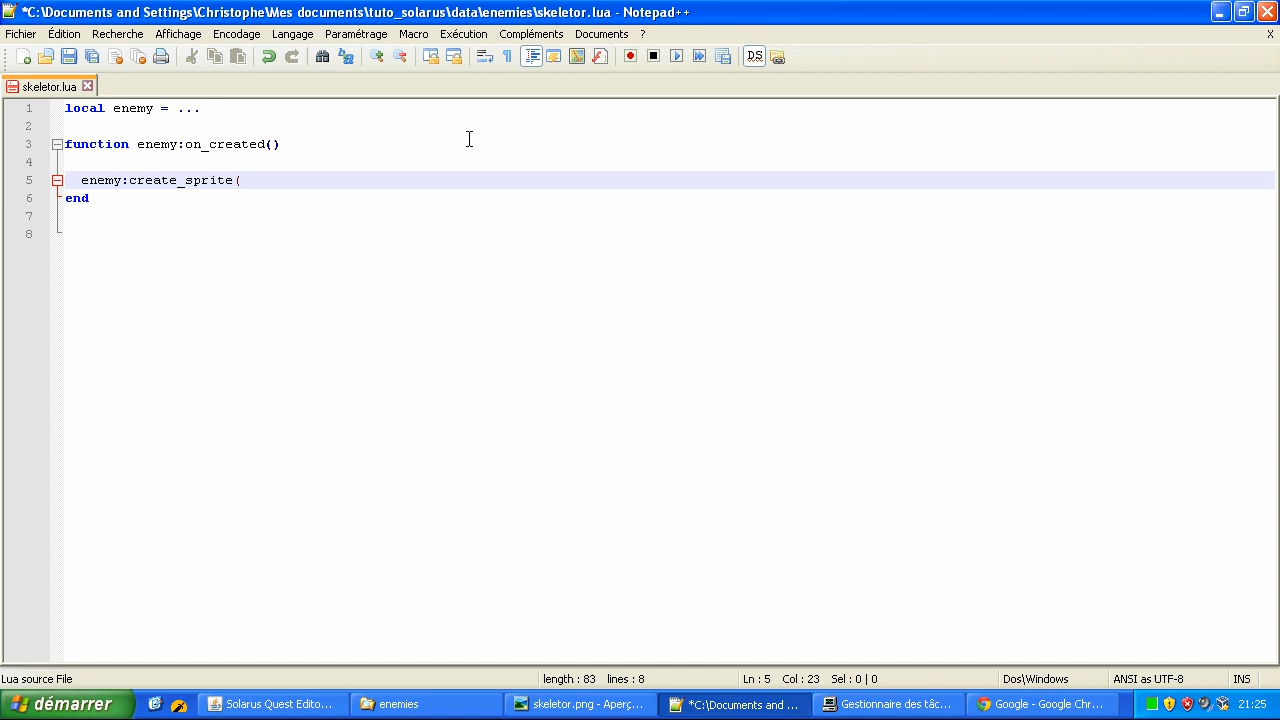 *C:\Documents and Settings\Christophe\Mes documents\tuto_solarus\data\enemies\skeletor.lua - Notepad++
Fichier Édition Recherche Affichage Encodage Langage Paramétrage Macro Exécution Compléments Documents ? X
skeletor.lua
1 local enemy = ...
2
3 function enemy:on_created()
4
5 enemy:create_sprite(
6 end
7
8
Lua source File length : 83 lines : 8 Ln : 5 Col : 23 Sel : 0 | 0 Dos\Windows ANSI as UTF-8 INS
démarrer Solarus Quest Edito... enemies skeletor.png - Aperç... *C:\Documents and ... Gestionnaire des tâc... Google - Google Chr... 21:25